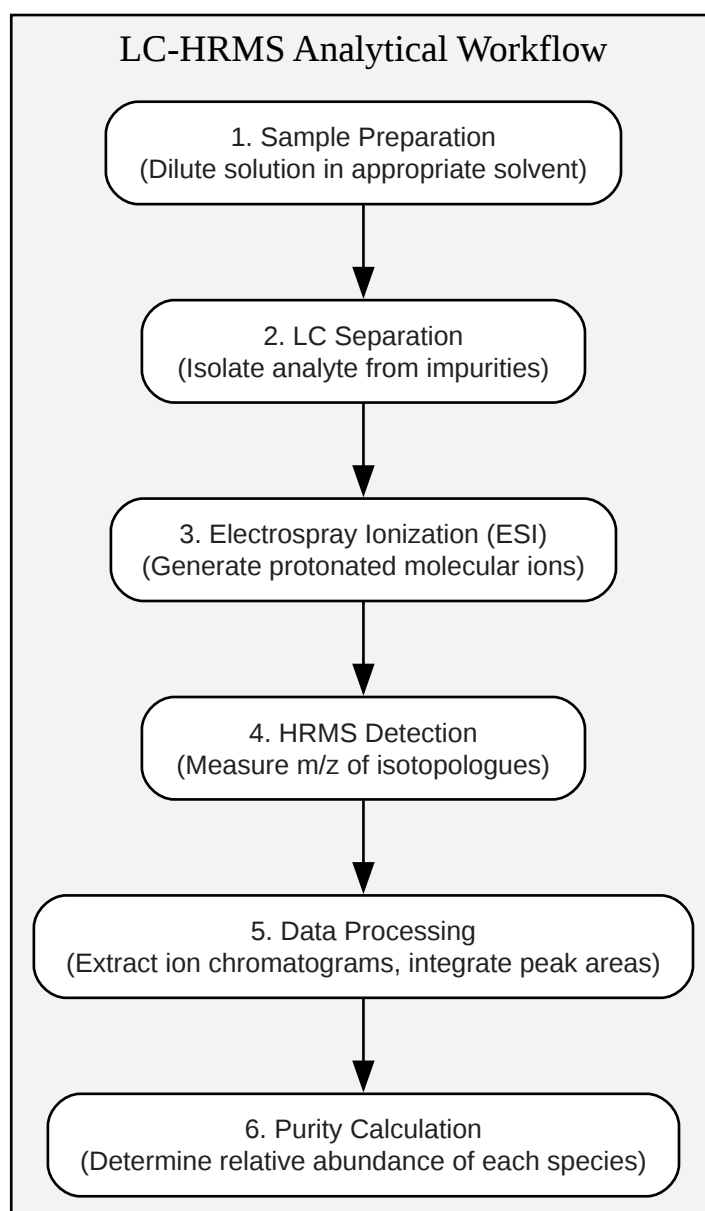 LC-HRMS Analytical Workflow
1. Sample Preparation
(Dilute solution in appropriate solvent)
2. LC Separation
(Isolate analyte from impurities)
3. Electrospray Ionization (ESI)
(Generate protonated molecular ions)
4. HRMS Detection
(Measure m/z of isotopologues)
5. Data Processing
(Extract ion chromatograms, integrate peak areas)
6. Purity Calculation
(Determine relative abundance of each species)